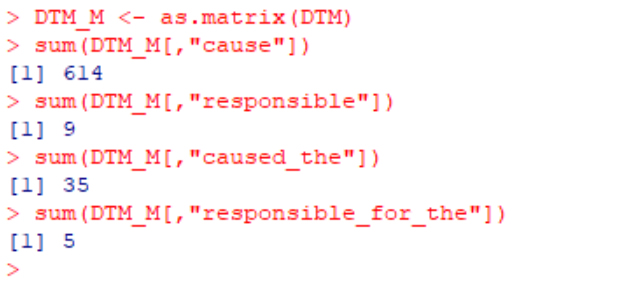 > DTM_M <- as.matrix(DTM)
> sum(DTM_M[,"cause"])
[1] 614
> sum(DTM_M[,"responsible"])
[1] 9
> sum(DTM_M[,"caused_the"])
[1] 35
> sum(DTM_M[,"responsible_for_the"])
[1] 5
>